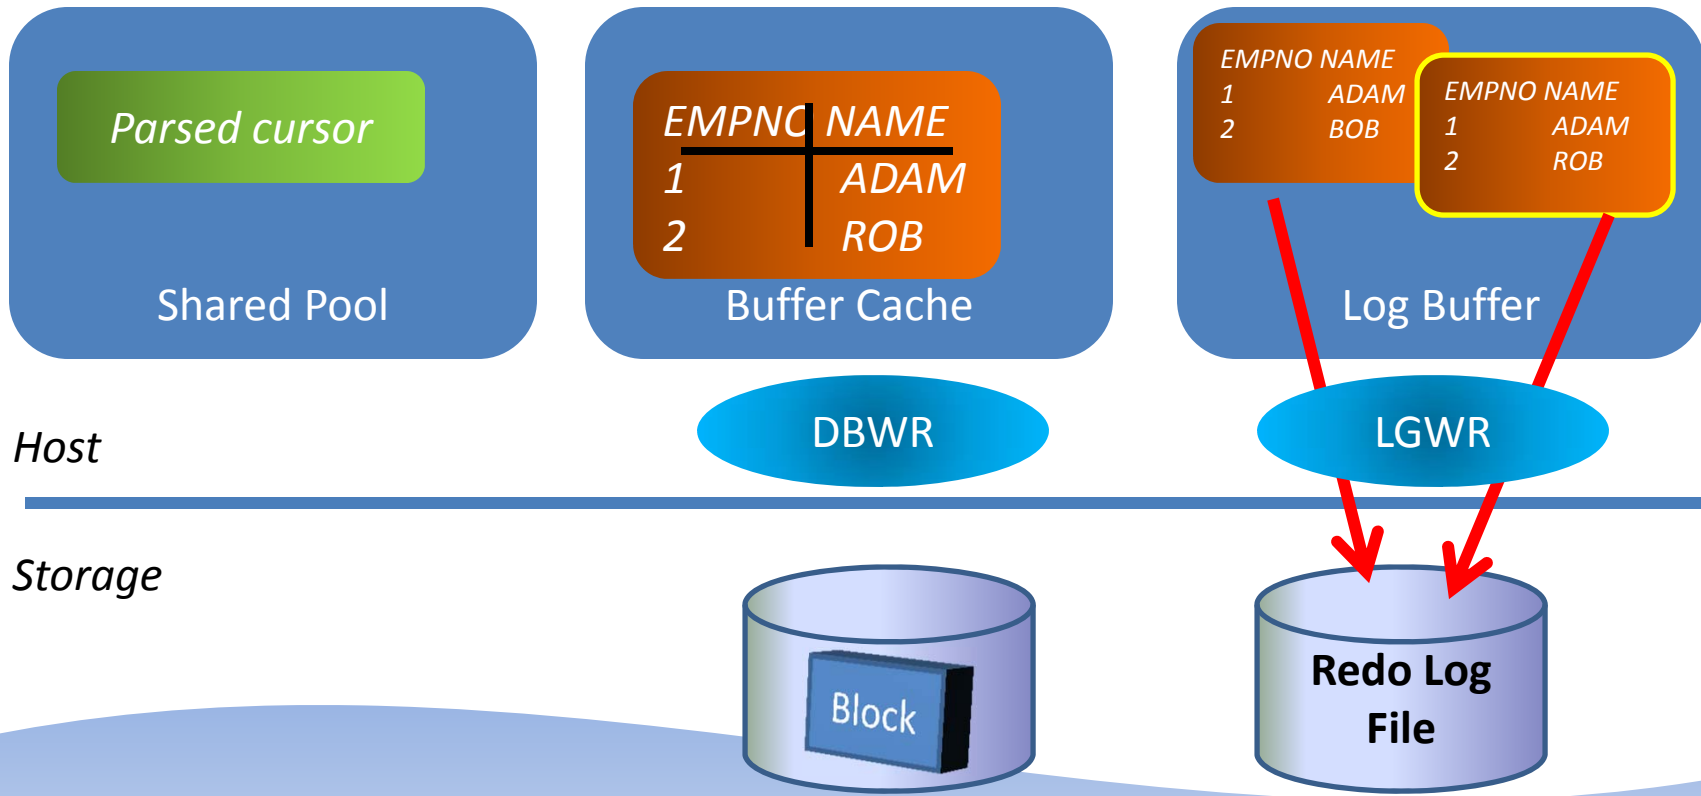 Parsed cursor
Shared Pool
EMPNO NAME
1 ADAM
2 ROB
Buffer Cache
EMPNO NAME
1 ADAM
2 BOB
EMPNO NAME
1 ADAM
2 ROB
Log Buffer
DBWR
LGWR
Host
Storage
Block
Redo Log
File